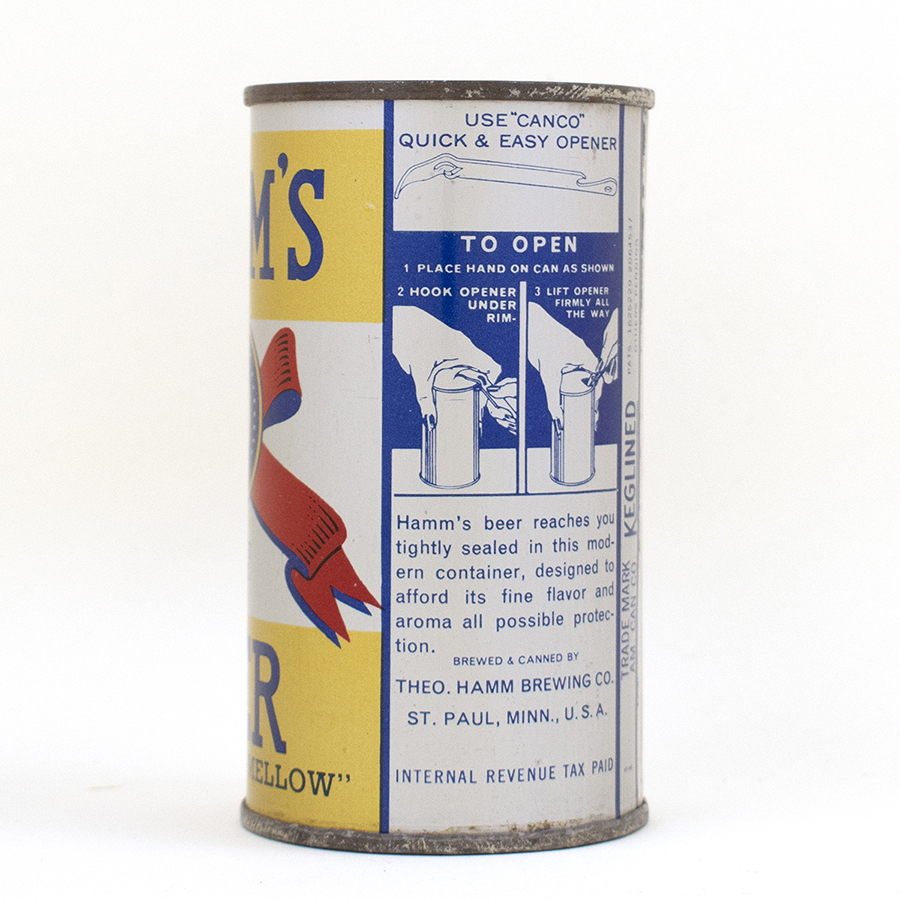 M'S
ER
MELLOW"
USE "CANCO"
QUICK & EASY OPENER
TO OPEN
1 PLACE HAND ON CAN AS SHOWN
2 HOOK OPENER
UNDER
RIM-
3 LIFT OPENER
FIRMLY ALL
THE WAY
Hamm's beer reaches you
tightly sealed in this mod-
ern container, designed to
afford its fine flavor and
aroma all possible protec-
tion.
BREWED & CANNED BY
THEO. HAMM BREWING CO.
ST. PAUL, MINN., U.S.A.
INTERNAL REVENUE TAX PAID
TRADE MARK KEGLINED
AM. CAN CO.